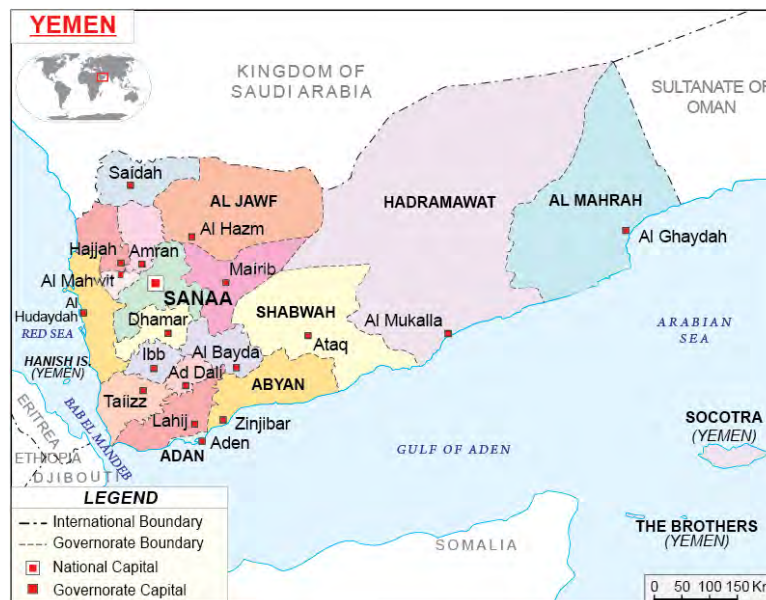 YEMEN
KINGDOM OF
SAUDI ARABIA
SULTANATE OF
OMAN
Saidah
AL JAWF
HADRAMAWAT
AL MAHRAH
Al Hazm
Al Ghaydah
Hajjah
Amran
Mairib
Al Mahwit
SANAA
Al
Hudaydah
Dhamar
SHABWAH
Al Mukalla
RED SEA
ARABIAN
SEA
Ibb
Al Bayda
Ataq
HANISH IS.
(YEMEN)
Ad Dali
ABYAN
Taiizz
Lahij
Zinjibar
SOCOTRA
(YEMEN)
ERITREA
BAB EL MANDEB
Aden
ADAN
GULF OF ADEN
ETHIOPIA
DJIBOUTI
LEGEND
International Boundary
Governorate Boundary
National Capital
Governorate Capital
THE BROTHERS
(YEMEN)
SOMALIA
0 50 100 150 Km